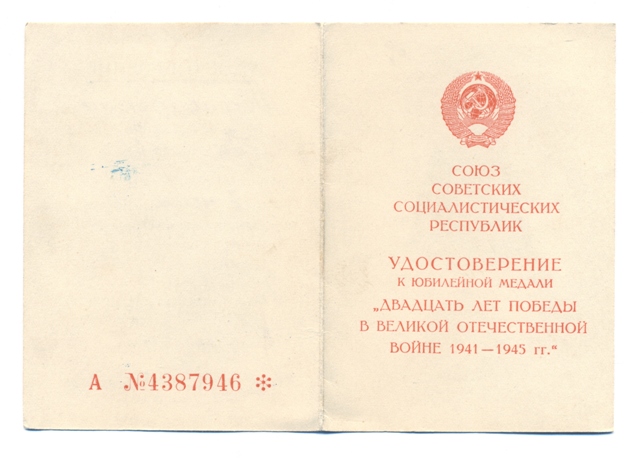 А №4387946 ✻
СОЮЗ
СОВЕТСКИХ
СОЦИАЛИСТИЧЕСКИХ
РЕСПУБЛИК
УДОСТОВЕРЕНИЕ
К ЮБИЛЕЙНОЙ МЕДАЛИ
„ДВАДЦАТЬ ЛЕТ ПОБЕДЫ
В ВЕЛИКОЙ ОТЕЧЕСТВЕННОЙ
ВОЙНЕ 1941—1945 гг.“